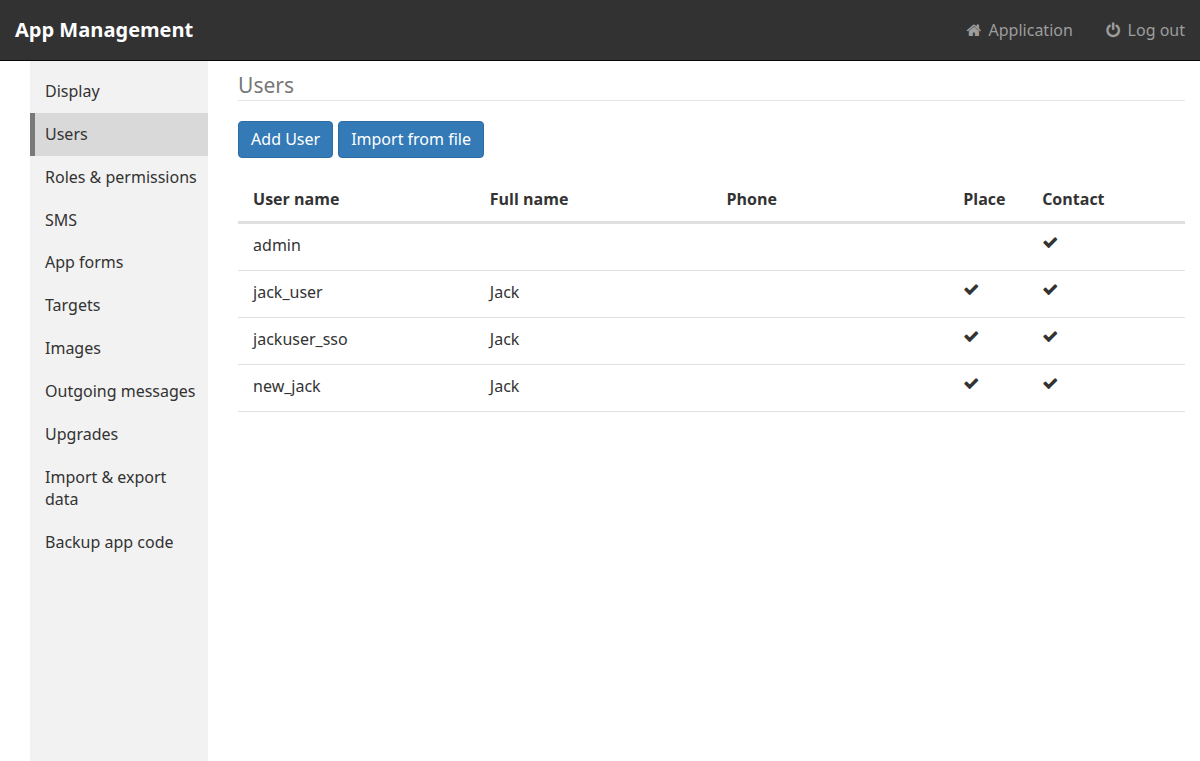 App Management
Application
Log out
Display
Users
Roles & permissions
SMS
App forms
Targets
Images
Outgoing messages
Upgrades
Import & export
data
Backup app code
Users
Add User
Import from file
User name Full name Phone Place Contact
admin
jack_user Jack
jackuser_sso Jack
new_jack Jack